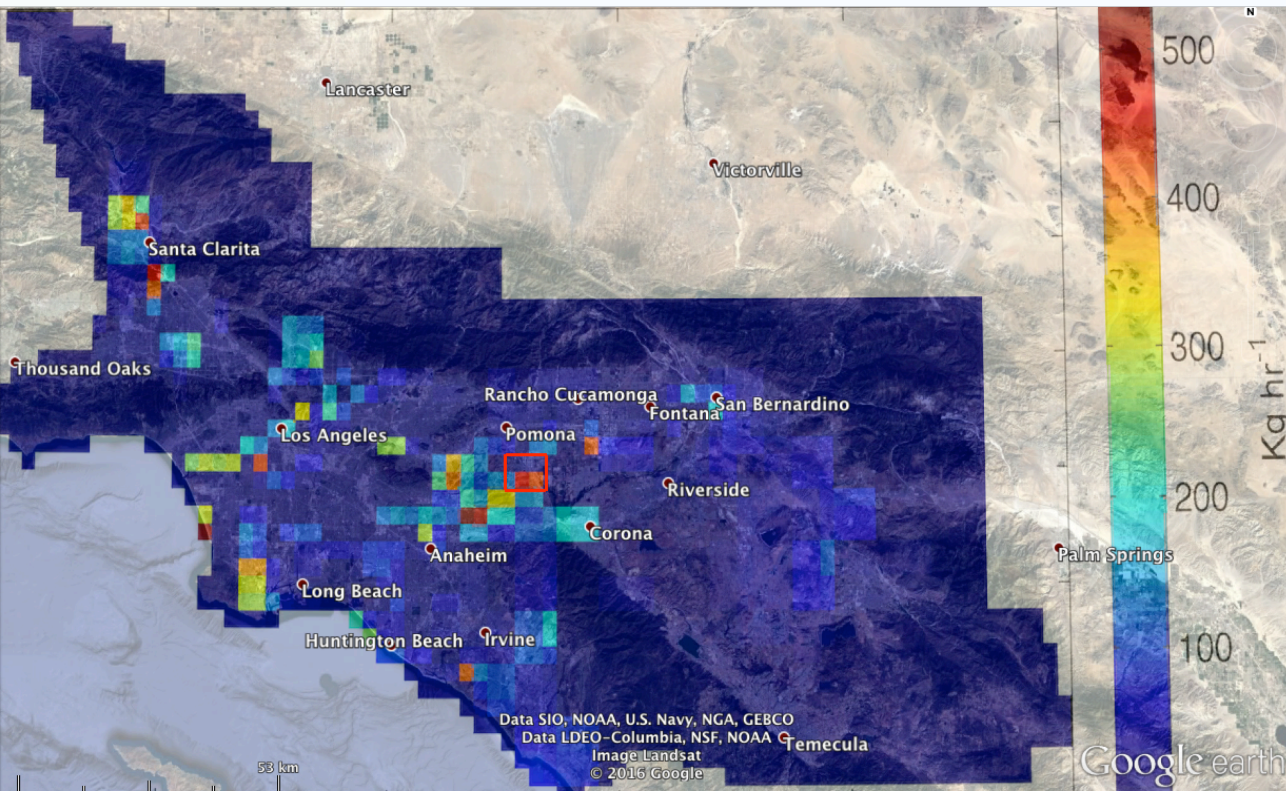 N
500
Lancaster
Victorville
400
Santa Clarita
300
Thousand Oaks
Rancho Cucamonga
Fontana
San Bernardino
Los Angeles
Pomona
Kg hr-1
Riverside
200
Corona
Anaheim
Palm Springs
Long Beach
Huntington Beach
Irvine
100
Data SIO, NOAA, U.S. Navy, NGA, GEBCO
Data LDEO-Columbia, NSF, NOAA
Temecula
Image Landsat
© 2016 Google
53 km
Google earth